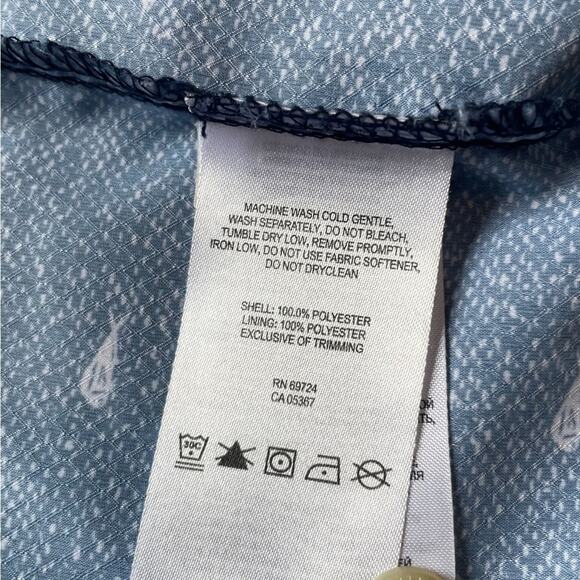 MACHINE WASH COLD GENTLE,
WASH SEPARATELY, DO NOT BLEACH,
TUMBLE DRY LOW, REMOVE PROMPTLY,
IRON LOW, DO NOT USE FABRIC SOFTENER,
DO NOT DRYCLEAN
SHELL: 100.0% POLYESTER
LINING: 100% POLYESTER
EXCLUSIVE OF TRIMMING
RN 69724
CA 05367
30C